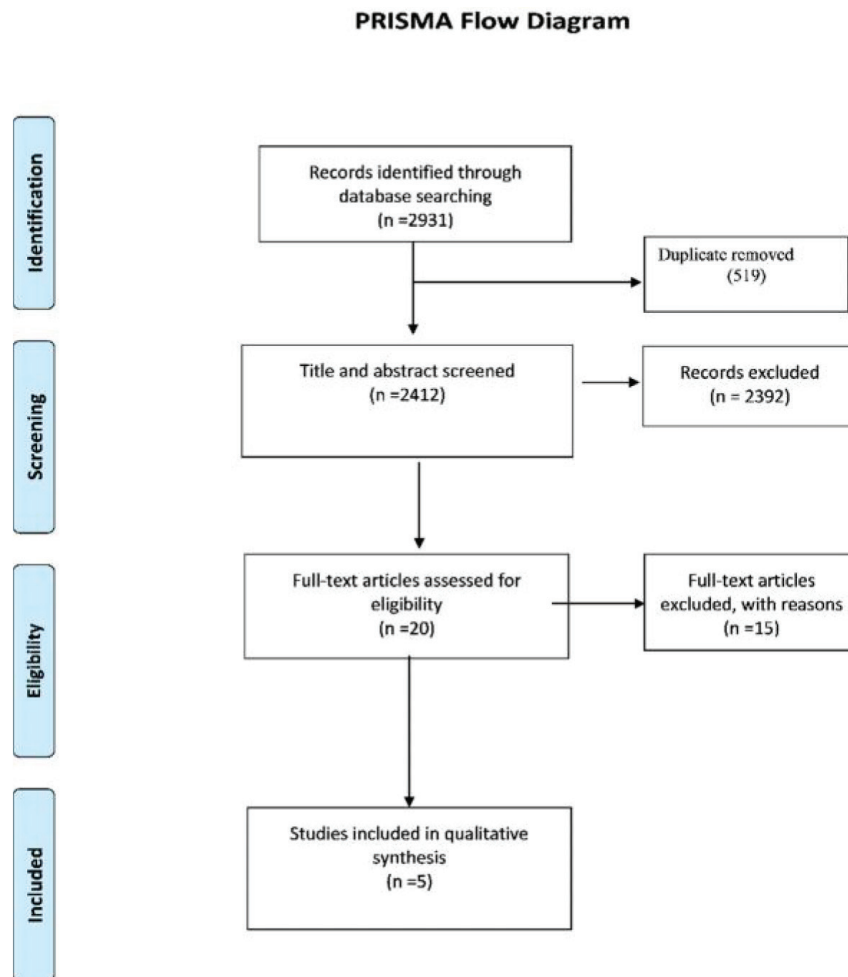 PRISMA Flow Diagram
Identification
Records identified through
database searching
(n =2931)
Duplicate removed
(519)
Screening
Title and abstract screened
(n =2412)
Records excluded
(n = 2392)
Eligibility
Full-text articles assessed for
eligibility
(n =20)
Full-text articles
excluded, with reasons
(n =15)
Included
Studies included in qualitative
synthesis
(n =5)